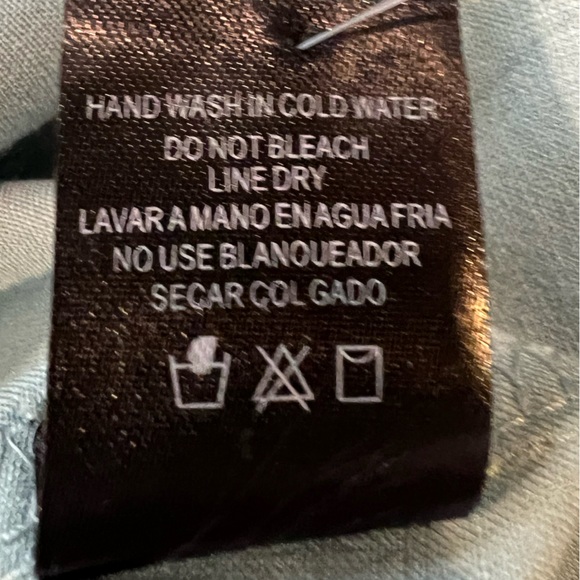 HAND WASH IN COLD WATER
DO NOT BLEACH
LINE DRY
LAVAR A MANO EN AGUA FRIA
NO USE BLANQUEADOR
SECAR COLGADO